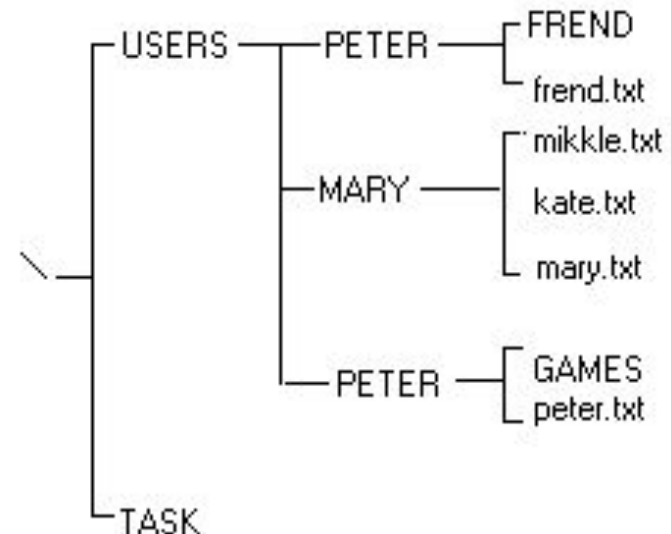 USERS PETER FREND
frend.txt
mikkle.txt
MARY
kate.txt
\
mary.txt
PETER GAMES
peter.txt
TASK